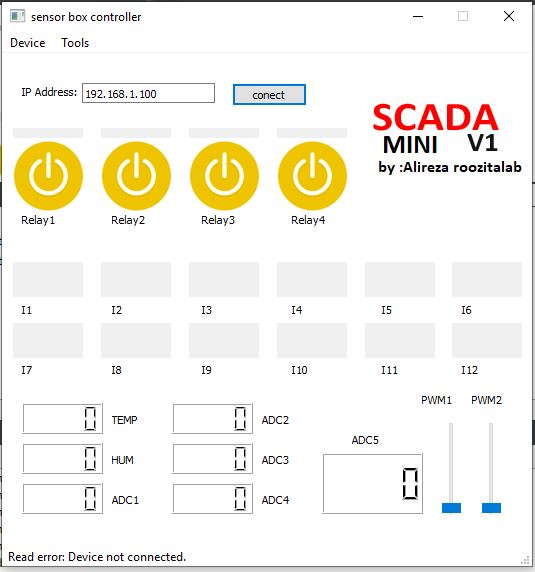 sensor box controller
Device Tools
IP Address: 192.168.1.100 conect
SCADA
MINI V1
by :Alireza roozitalab
Relay1 Relay2 Relay3 Relay4
I1 I2 I3 I4 I5 I6
I7 I8 I9 I10 I11 I12
PWM1 PWM2
0 TEMP 0 ADC2
ADC5
0 HUM 0 ADC3
0
0 ADC1 0 ADC4
Read error: Device not connected.